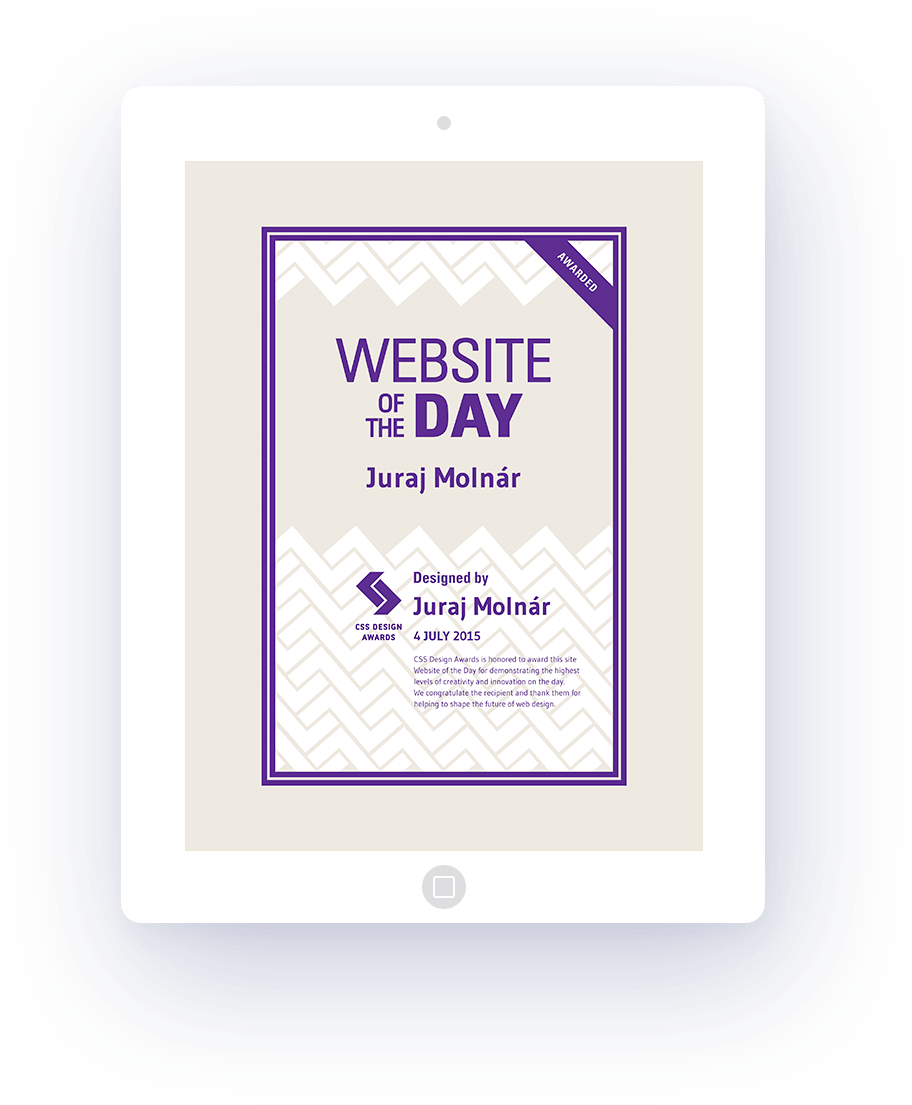 AWARDED
WEBSITE
OF
THE DAY
Juraj Molnár
Designed by
Juraj Molnár
4 JULY 2015
CSS DESIGN
AWARDS
CSS Design Awards is honored to award this site
Website of the Day for demonstrating the highest
levels of creativity and innovation on the day.
We congratulate the recipient and thank them for
helping to shape the future of web design.